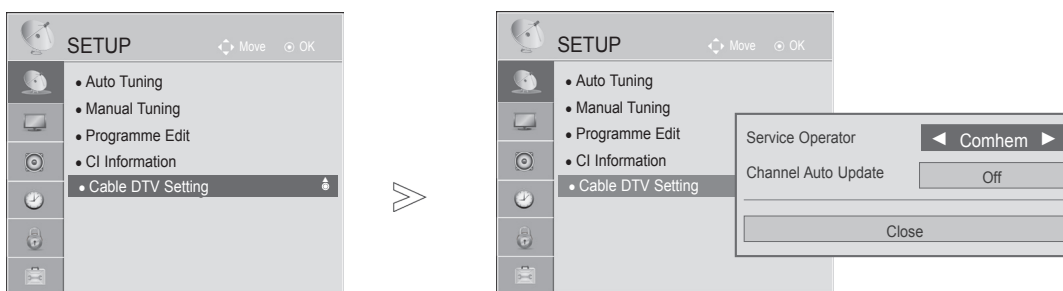 SETUP
Move OK
• Auto Tuning
• Manual Tuning
• Programme Edit
• CI Information
• Cable DTV Setting
SETUP
Move OK
• Auto Tuning
• Manual Tuning
• Programme Edit
• CI Information
• Cable DTV Setting
Service Operator ◄ Comhem ►
Channel Auto Update Off
Close